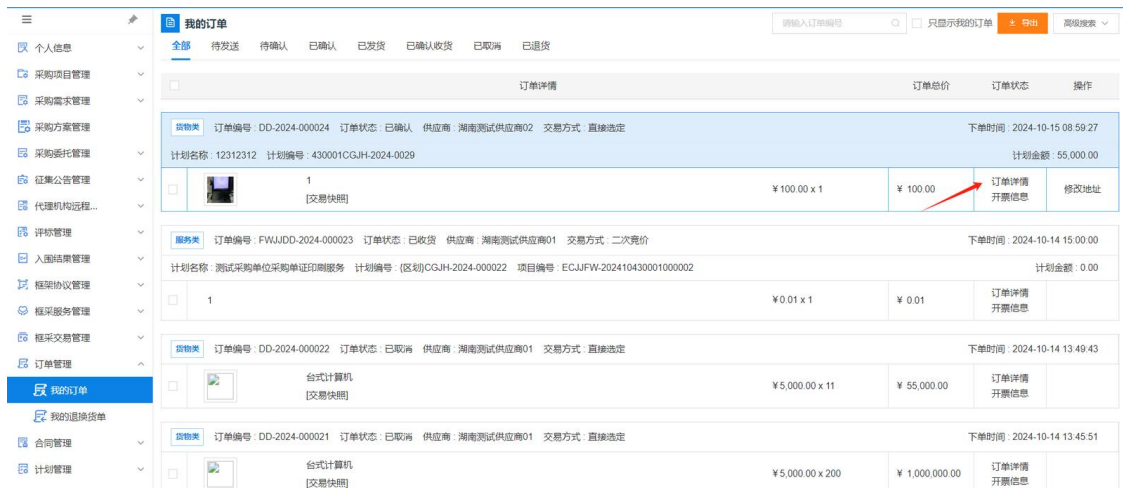 我的订单
请输入订单编号
只显示我的订单
导出
高级搜索
全部 待发送 待确认 已确认 已发货 已确认收货 已取消 已退货
个人信息
采购项目管理
采购需求管理
采购方案管理
采购委托管理
征集公告管理
代理机构远程...
评标管理
入围结果管理
框架协议管理
框采服务管理
框采交易管理
订单管理
我的订单
我的退换货单
合同管理
计划管理
订单详情 订单总价 订单状态 操作
货物类 订单编号 : DD-2024-000024 订单状态 : 已确认 供应商 : 湖南测试供应商02 交易方式 : 直接选定 下单时间 : 2024-10-15 08:59:27
计划名称 : 12312312 计划编号 : 430001CGJH-2024-0029 计划金额 : 55,000.00
1
[交易快照]
¥100.00 x 1 ¥ 100.00
订单详情
开票信息
修改地址
服务类 订单编号 : FWJJDD-2024-000023 订单状态 : 已收货 供应商 : 湖南测试供应商01 交易方式 : 二次竞价 下单时间 : 2024-10-14 15:00:00
计划名称 : 测试采购单位采购单证印刷服务 计划编号 : {区划}CGJH-2024-000022 项目编号 : ECJJFW-202410430001000002 计划金额 : 0.00
1 ¥0.01 x 1 ¥ 0.01
订单详情
开票信息
货物类 订单编号 : DD-2024-000022 订单状态 : 已取消 供应商 : 湖南测试供应商01 交易方式 : 直接选定 下单时间 : 2024-10-14 13:49:43
台式计算机
[交易快照]
¥5,000.00 x 11 ¥ 55,000.00
订单详情
开票信息
货物类 订单编号 : DD-2024-000021 订单状态 : 已取消 供应商 : 湖南测试供应商01 交易方式 : 直接选定 下单时间 : 2024-10-14 13:45:51
台式计算机
[交易快照]
¥5,000.00 x 200 ¥ 1,000,000.00
订单详情
开票信息